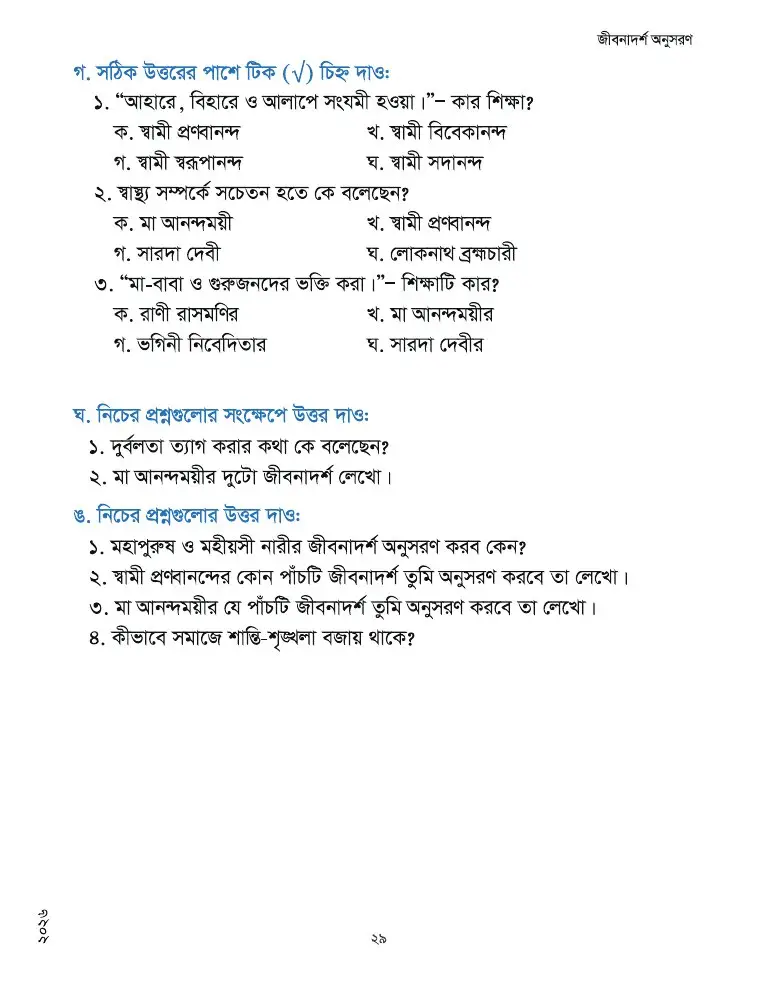 জীবনাদর্শ অনুসরণ
গ. সঠিক উত্তরের পাশে টিক (√) চিহ্ন দাও:
১. “আহারে, বিহারে ও আলাপে সংযমী হওয়া।”– কার শিক্ষা?
ক. স্বামী প্রণবানন্দ খ. স্বামী বিবেকানন্দ
গ. স্বামী স্বরূপানন্দ ঘ. স্বামী সদানন্দ
২. স্বাস্থ্য সম্পর্কে সচেতন হতে কে বলেছেন?
ক. মা আনন্দময়ী খ. স্বামী প্রণবানন্দ
গ. সারদা দেবী ঘ. লোকনাথ ব্রহ্মচারী
৩. “মা-বাবা ও গুরুজনদের ভক্তি করা।”– শিক্ষাটি কার?
ক. রাণী রাসমণির খ. মা আনন্দময়ীর
গ. ভগিনী নিবেদিতার ঘ. সারদা দেবীর
ঘ. নিচের প্রশ্নগুলোর সংক্ষেপে উত্তর দাও:
১. দুর্বলতা ত্যাগ করার কথা কে বলেছেন?
২. মা আনন্দময়ীর দুটো জীবনাদর্শ লেখো।
ঙ. নিচের প্রশ্নগুলোর উত্তর দাও:
১. মহাপুরুষ ও মহীয়সী নারীর জীবনাদর্শ অনুসরণ করব কেন?
২. স্বামী প্রণবানন্দের কোন পাঁচটি জীবনাদর্শ তুমি অনুসরণ করবে তা লেখো।
৩. মা আনন্দময়ীর যে পাঁচটি জীবনাদর্শ তুমি অনুসরণ করবে তা লেখো।
৪. কীভাবে সমাজে শান্তি-শৃঙ্খলা বজায় থাকে?
২০২৬
২৯